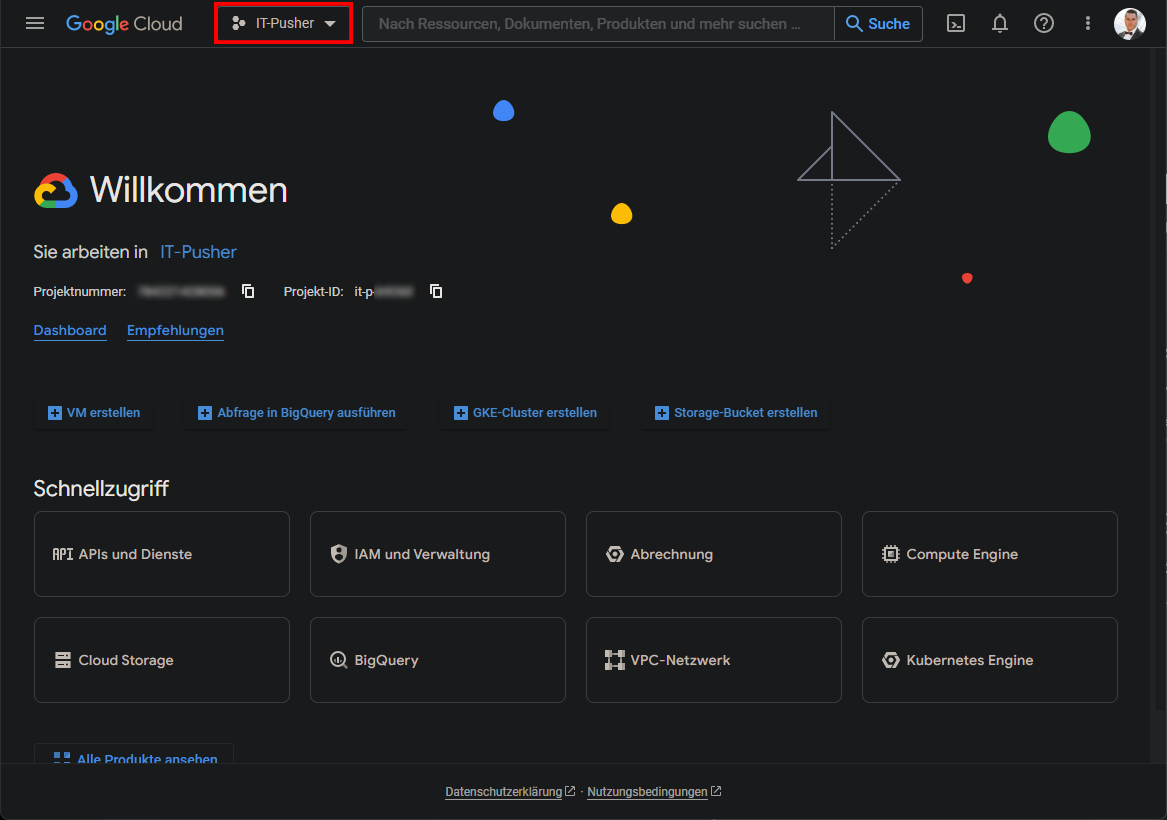 Google Cloud IT-Pusher Nach Ressourcen, Dokumenten, Produkten und mehr suchen ... Suche
Willkommen
Sie arbeiten in IT-Pusher
Projektnummer: Projekt-ID: it-p-
Dashboard Empfehlungen
VM erstellen Abfrage in BigQuery ausführen GKE-Cluster erstellen Storage-Bucket erstellen
Schnellzugriff
API APIs und Dienste IAM und Verwaltung Abrechnung Compute Engine
Cloud Storage BigQuery VPC-Netzwerk Kubernetes Engine
Alle Produkte ansehen
Datenschutzerklärung · Nutzungsbedingungen